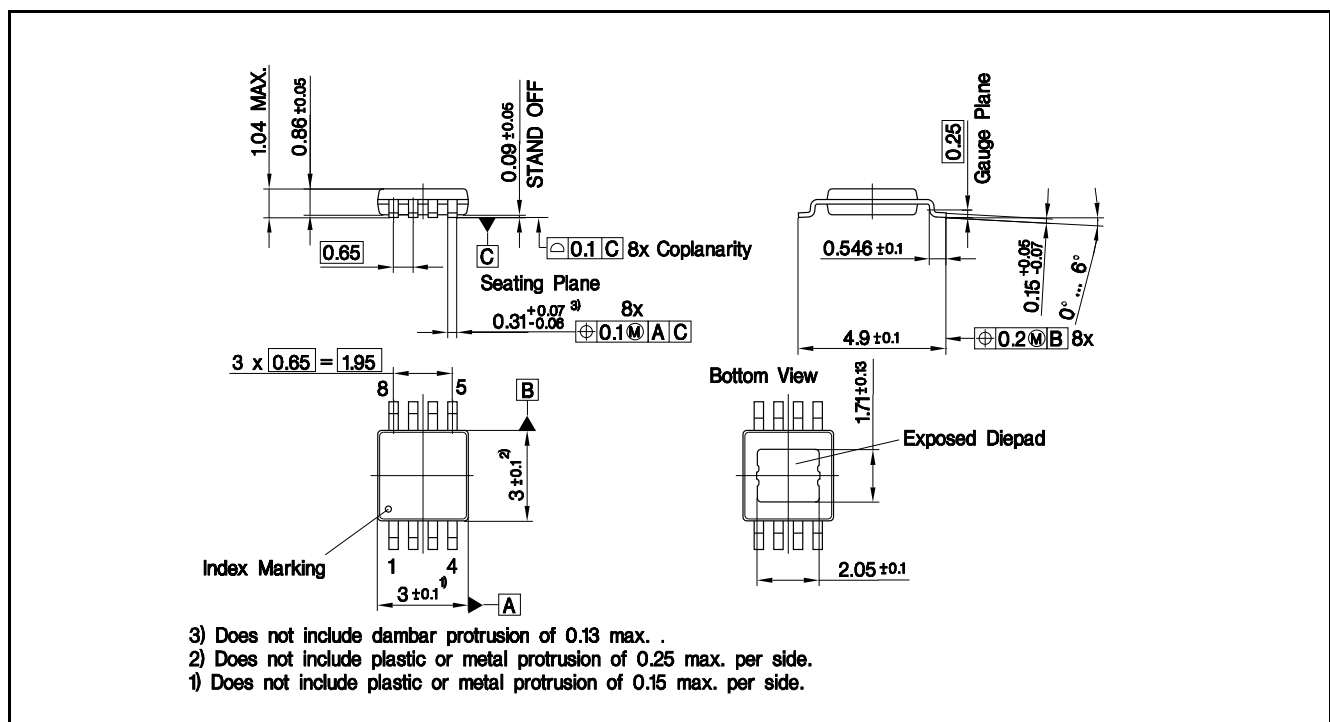 1.04 MAX.
0.86 ±0.05
0.09 ±0.05
STAND OFF
0.65
C
⌓ 0.1 C 8x Coplanarity
Seating Plane
0.31 +0.07 -0.06 3)
8x
⌖ 0.1 Ⓜ A C
0.25
Gauge Plane
0.546 ±0.1
0.15 +0.05 -0.07
0° ... 6°
4.9 ±0.1
⌖ 0.2 Ⓜ B 8x
3 x 0.65 = 1.95
8
5
B
3 ±0.1 2)
Index Marking
1
4
3 ±0.1 1)
A
Bottom View
1.71 ±0.13
Exposed Diepad
2.05 ±0.1
3) Does not include dambar protrusion of 0.13 max. .
2) Does not include plastic or metal protrusion of 0.25 max. per side.
1) Does not include plastic or metal protrusion of 0.15 max. per side.